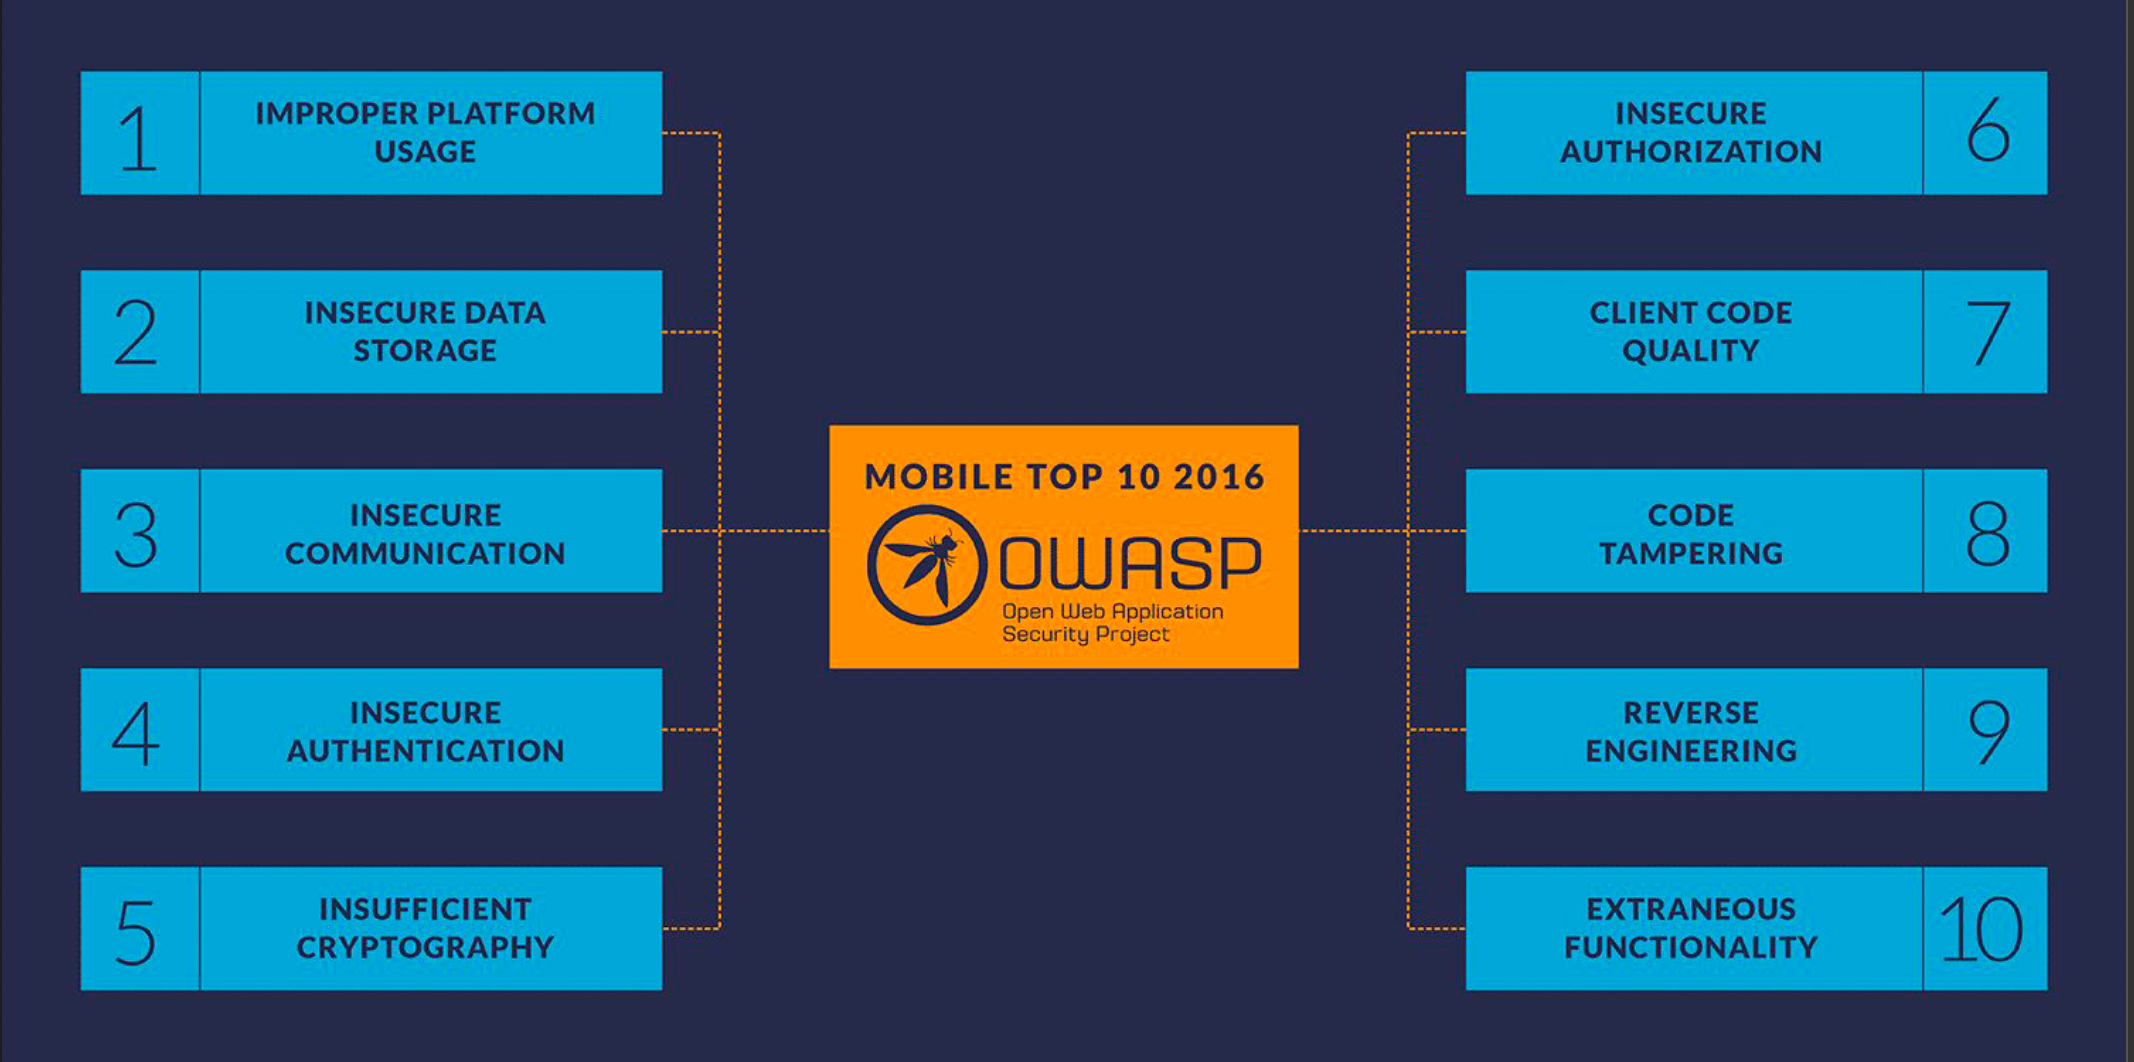 1
IMPROPER PLATFORM
USAGE
2
INSECURE DATA
STORAGE
3
INSECURE
COMMUNICATION
4
INSECURE
AUTHENTICATION
5
INSUFFICIENT
CRYPTOGRAPHY
MOBILE TOP 10 2016
OWASP
Open Web Application
Security Project
INSECURE
AUTHORIZATION
6
CLIENT CODE
QUALITY
7
CODE
TAMPERING
8
REVERSE
ENGINEERING
9
EXTRANEOUS
FUNCTIONALITY
10